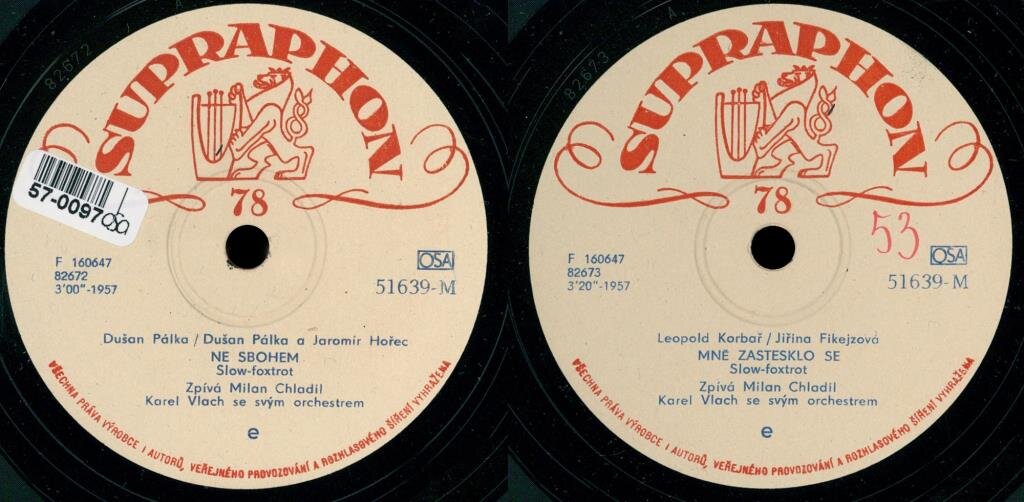 82672
A
SUPRAPHON
78
57-0097
OSA
F 160647
82672
3'00"-1957
OSA
51639-M
Dušan Pálka / Dušan Pálka a Jaromír Hořec
NE SBOHEM
Slow-foxtrot
Zpívá Milan Chladil
Karel Vlach se svým orchestrem
e
VŠECHNA PRÁVA VÝROBCE I AUTORŮ, VEŘEJNÉHO PROVOZOVÁNÍ A ROZHLASOVÉHO ŠÍŘENÍ VYHRAŽENA
82673
A
SUPRAPHON
78
53
F 160647
82673
3'20"-1957
OSA
51639-M
Leopold Korbař / Jiřina Fikejzová
MNĚ ZASTESKLO SE
Slow-foxtrot
Zpívá Milan Chladil
Karel Vlach se svým orchestrem
e
VŠECHNA PRÁVA VÝROBCE I AUTORŮ, VEŘEJNÉHO PROVOZOVÁNÍ A ROZHLASOVÉHO ŠÍŘENÍ VYHRAŽENA